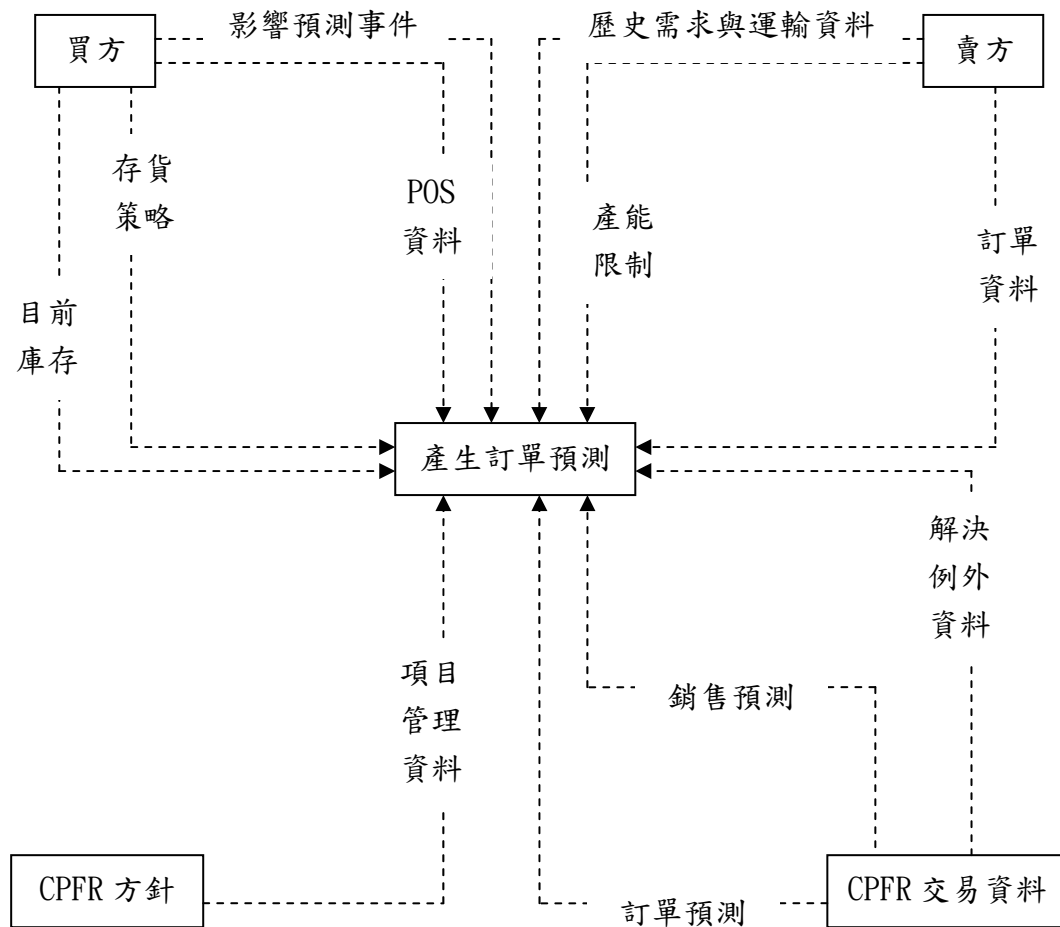 影響預測事件
歷史需求與運輸資料
買方
賣方
存貨
策略
POS
資料
產能
限制
訂單
資料
目前
庫存
產生訂單預測
解決
例外
資料
項目
管理
資料
銷售預測
CPFR 方針
CPFR 交易資料
訂單預測